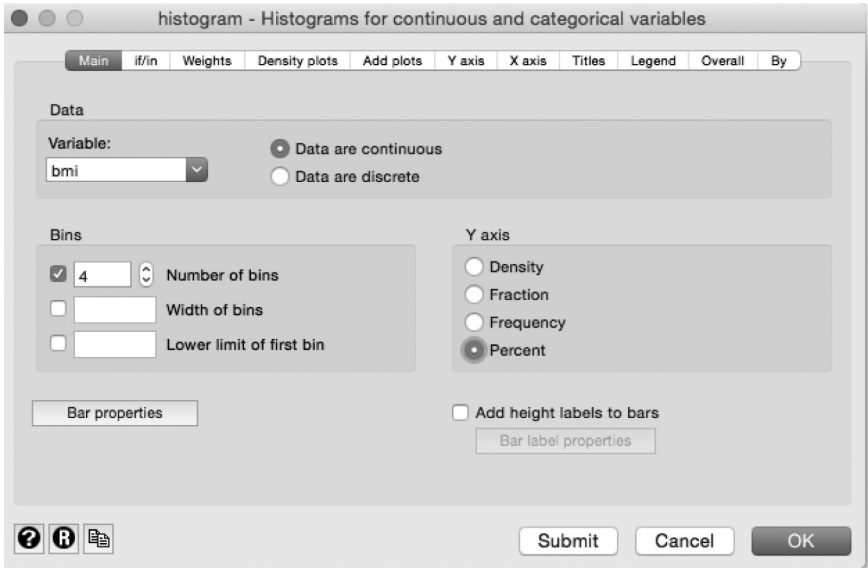 histogram - Histograms for continuous and categorical variables
Main if/in Weights Density plots Add plots Y axis X axis Titles Legend Overall By
Data
Variable:
bmi
Data are continuous
Data are discrete
Bins
4 Number of bins
Width of bins
Lower limit of first bin
Y axis
Density
Fraction
Frequency
Percent
Bar properties
Add height labels to bars
Bar label properties
? R
Submit Cancel OK